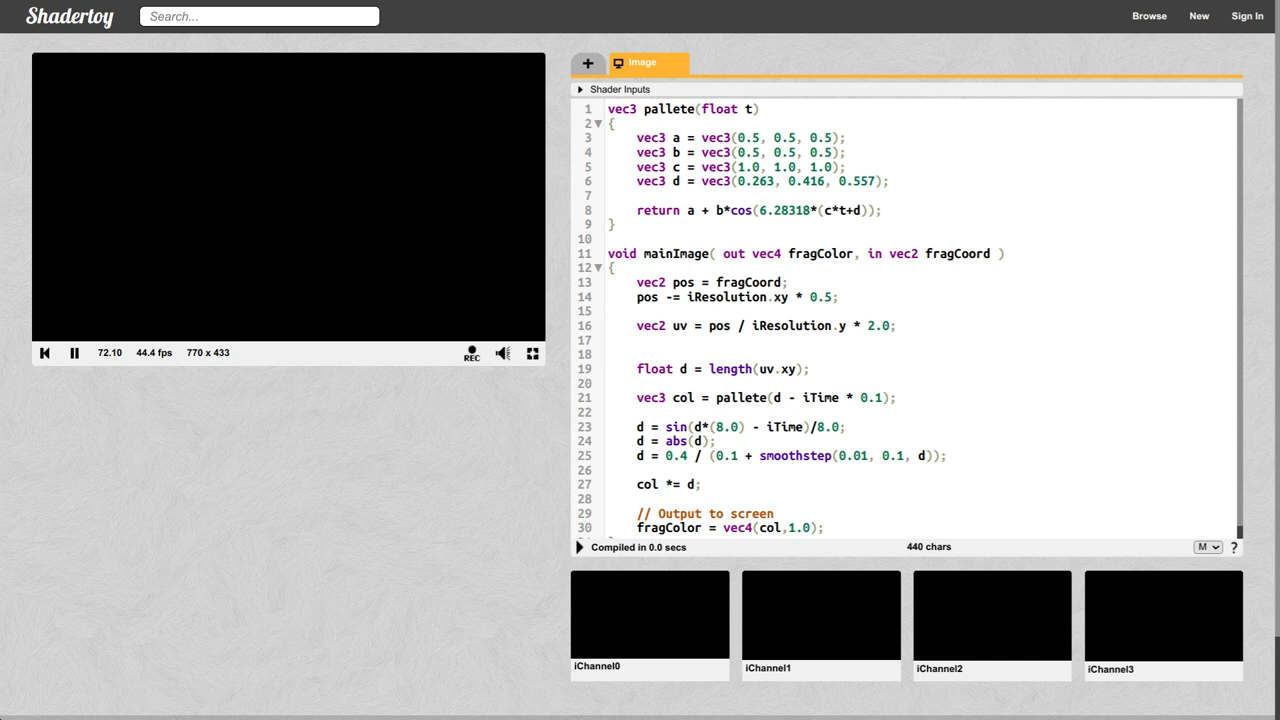 Shadertoy
Search...
Browse New Sign In
+ Image
Shader Inputs
1 vec3 pallete(float t)
2 {
3 vec3 a = vec3(0.5, 0.5, 0.5);
4 vec3 b = vec3(0.5, 0.5, 0.5);
5 vec3 c = vec3(1.0, 1.0, 1.0);
6 vec3 d = vec3(0.263, 0.416, 0.557);
7
8 return a + b*cos(6.28318*(c*t+d));
9 }
10
11 void mainImage( out vec4 fragColor, in vec2 fragCoord )
12 {
13 vec2 pos = fragCoord;
14 pos -= iResolution.xy * 0.5;
15
16 vec2 uv = pos / iResolution.y * 2.0;
17
18
19 float d = length(uv.xy);
20
21 vec3 col = pallete(d - iTime * 0.1);
22
23 d = sin(d*(8.0) - iTime)/8.0;
24 d = abs(d);
25 d = 0.4 / (0.1 + smoothstep(0.01, 0.1, d));
26
27 col *= d;
28
29 // Output to screen
30 fragColor = vec4(col,1.0);
72.10 44.4 fps 770 x 433
REC
Compiled in 0.0 secs 440 chars M ?
iChannel0 iChannel1 iChannel2 iChannel3